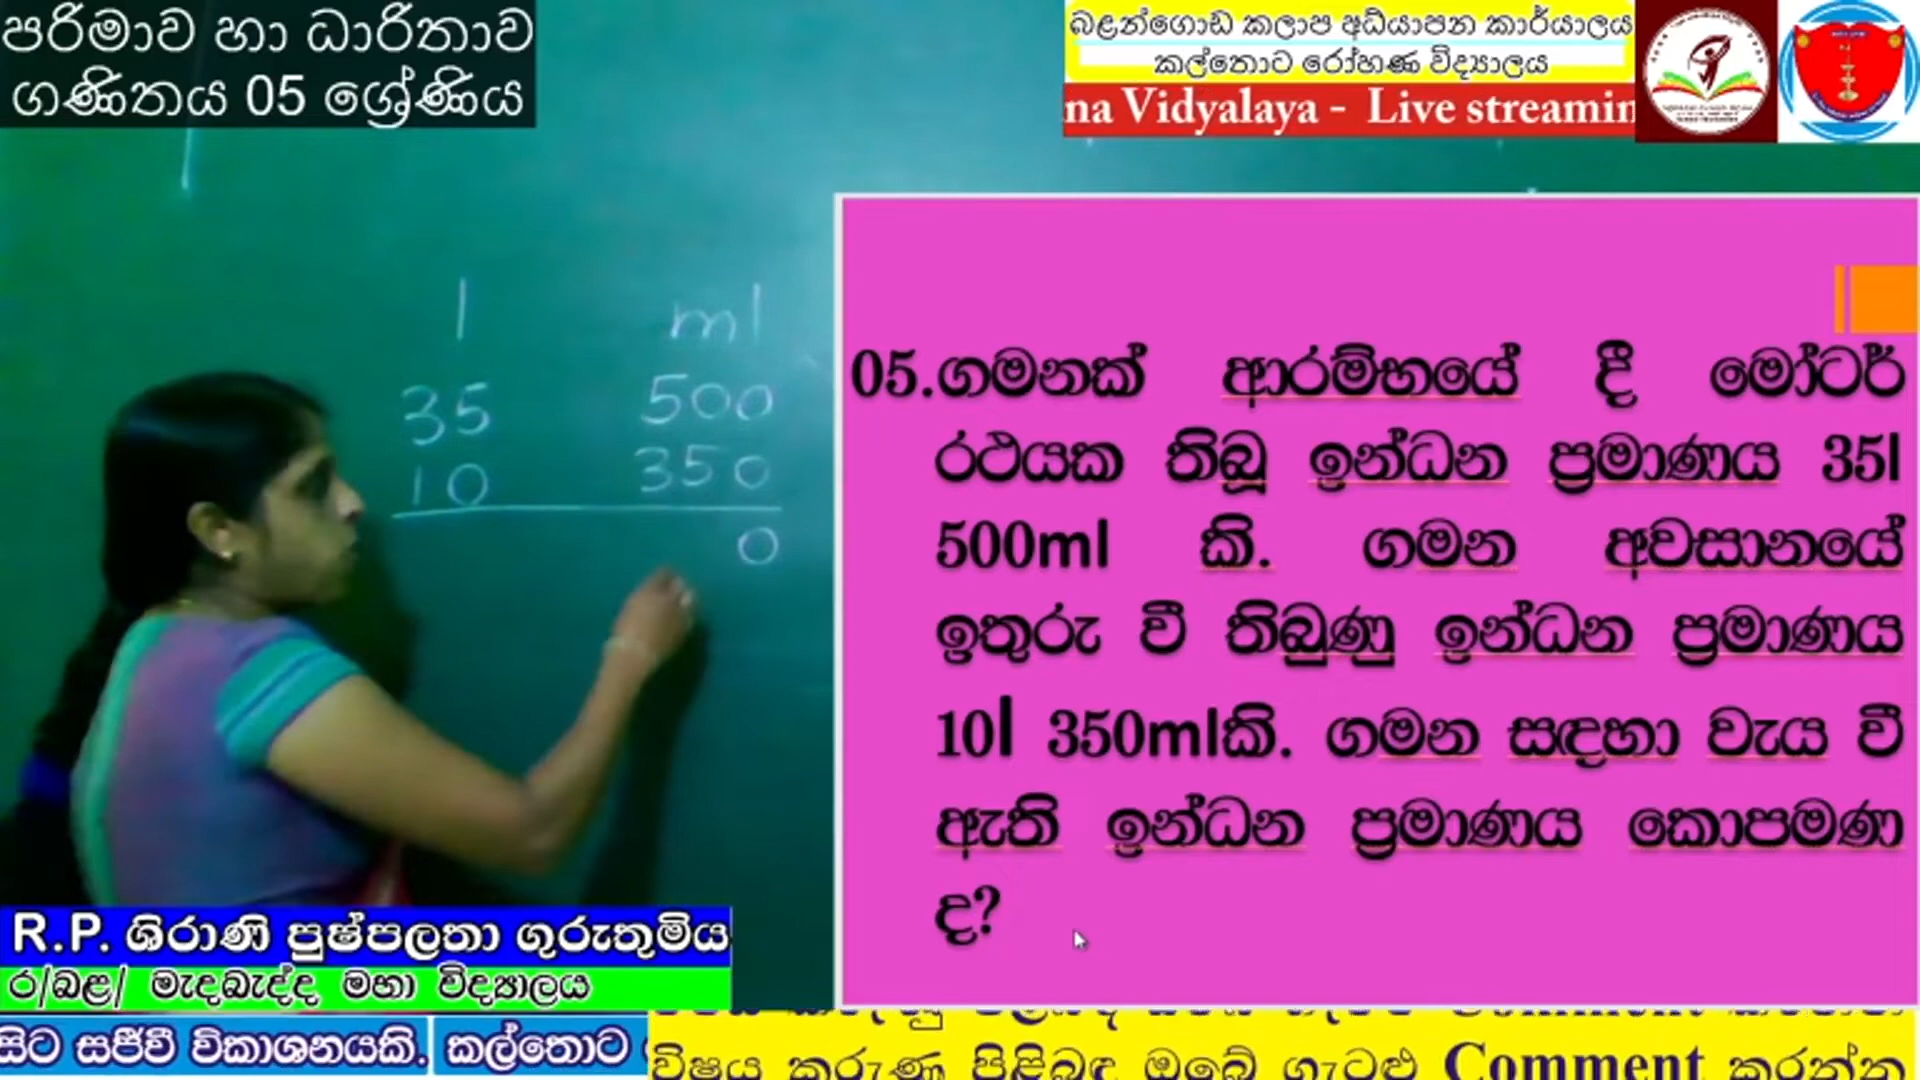 පරිමාව හා ධාරිතාව
ගණිතය 05 ශ්‍රේණිය
බළන්ගොඩ කලාප අධ්‍යාපන කාර්යාලය
කල්තොට රෝහණ විද්‍යාලය
na Vidyalaya - Live streamin
l ml
35 500
10 350
0
05.ගමනක් ආරම්භයේ දී මෝටර්
රථයක තිබූ ඉන්ධන ප්‍රමාණය 35l
500ml කි. ගමන අවසානයේ
ඉතුරු වී තිබුණු ඉන්ධන ප්‍රමාණය
10l 350mlකි. ගමන සඳහා වැය වී
ඇති ඉන්ධන ප්‍රමාණය කොපමණ
ද?
R.P. ශිරාණි පුෂ්පලතා ගුරුතුමිය
ර/බළ/ මැදබැද්ද මහා විද්‍යාලය
සිට සජීවී විකාශනයකි. කල්තොට
විෂය කරුණු පිළිබඳ ඔබේ ගැටළු Comment කරන්න